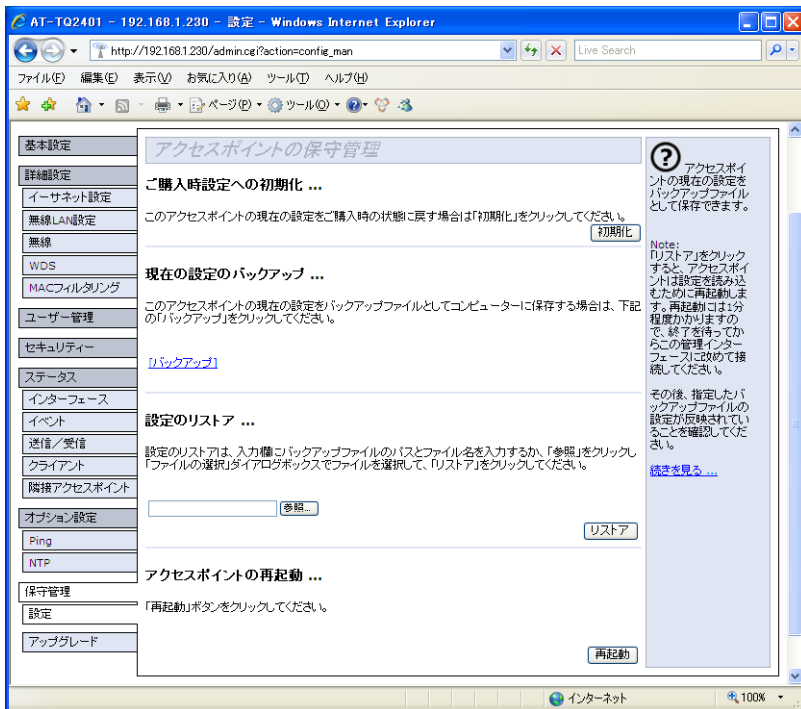 AT-TQ2401 - 192.168.1.230 - 設定 - Windows Internet Explorer
http://192.168.1.230/admin.cgi?action=config_man
Live Search
ファイル(F) 編集(E) 表示(V) お気に入り(A) ツール(T) ヘルプ(H)
ページ(P) ツール(O)
基本設定
詳細設定
イーサネット設定
無線LAN設定
無線
WDS
MACフィルタリング
ユーザー管理
セキュリティー
ステータス
インターフェース
イベント
送信／受信
クライアント
隣接アクセスポイント
オプション設定
Ping
NTP
保守管理
設定
アップグレード
アクセスポイントの保守管理
ご購入時設定への初期化 ...
このアクセスポイントの現在の設定をご購入時の状態に戻す場合は「初期化」をクリックしてください。
初期化
現在の設定のバックアップ ...
このアクセスポイントの現在の設定をバックアップファイルとしてコンピューターに保存する場合は、下記
の「バックアップ」をクリックしてください。
[バックアップ]
設定のリストア ...
設定のリストアは、入力欄にバックアップファイルのパスとファイル名を入力するか、「参照」をクリックし
「ファイルの選択」ダイアログボックスでファイルを選択して、「リストア」をクリックしてください。
参照...
リストア
アクセスポイントの再起動 ...
「再起動」ボタンをクリックしてください。
再起動
? アクセスポイ
ントの現在の設定を
バックアップファイル
として保存できます。
Note:
「リストア」をクリック
すると、アクセスポイ
ントは設定を読み込
むために再起動しま
す。再起動には1分
程度かかりますの
で、終了を待ってか
らこの管理インター
フェースに改めて接
続してください。
その後、指定したバ
ックアップファイルの
設定が反映されてい
ることを確認してくだ
さい。
続きを見る ...
インターネット
100%